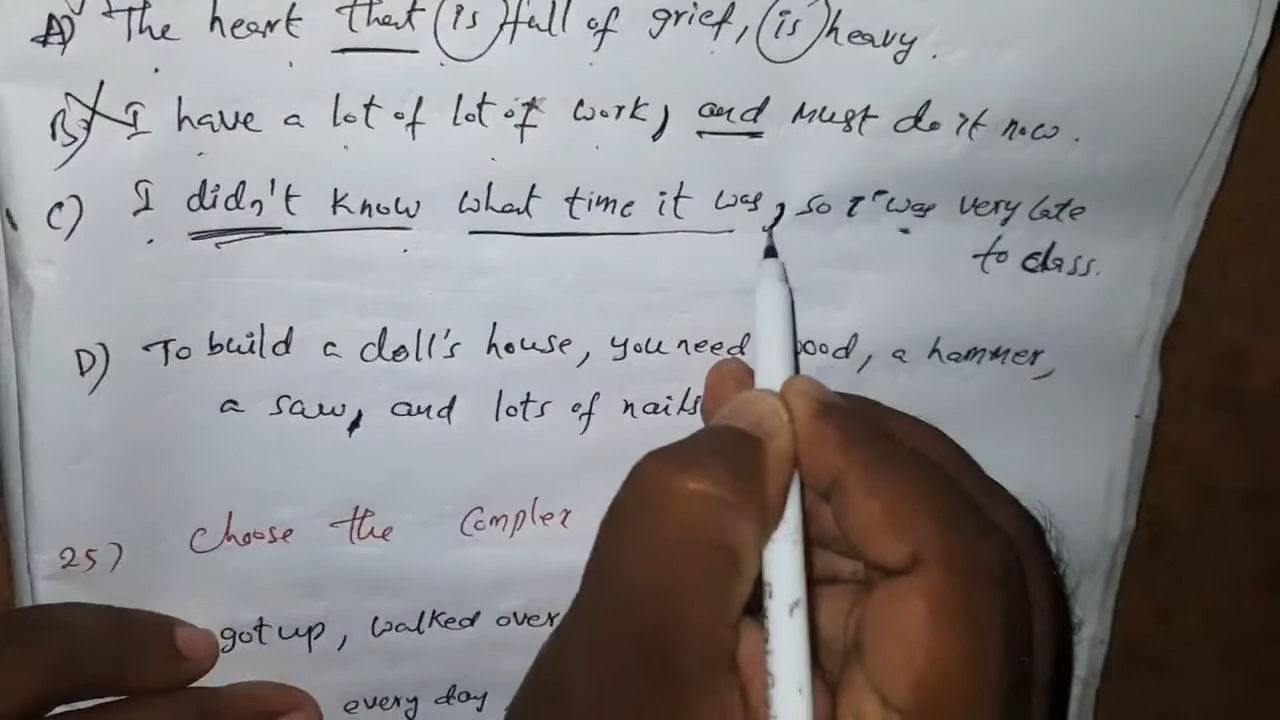 A) The heart that is full of grief, is heavy.
B) I have a lot of lot of work, and must do it now.
C) I didn't know what time it was, so I was very late
to class.
D) To build a doll's house, you need wood, a hammer,
a saw, and lots of nails
25) Choose the Complex
got up, walked over
every day